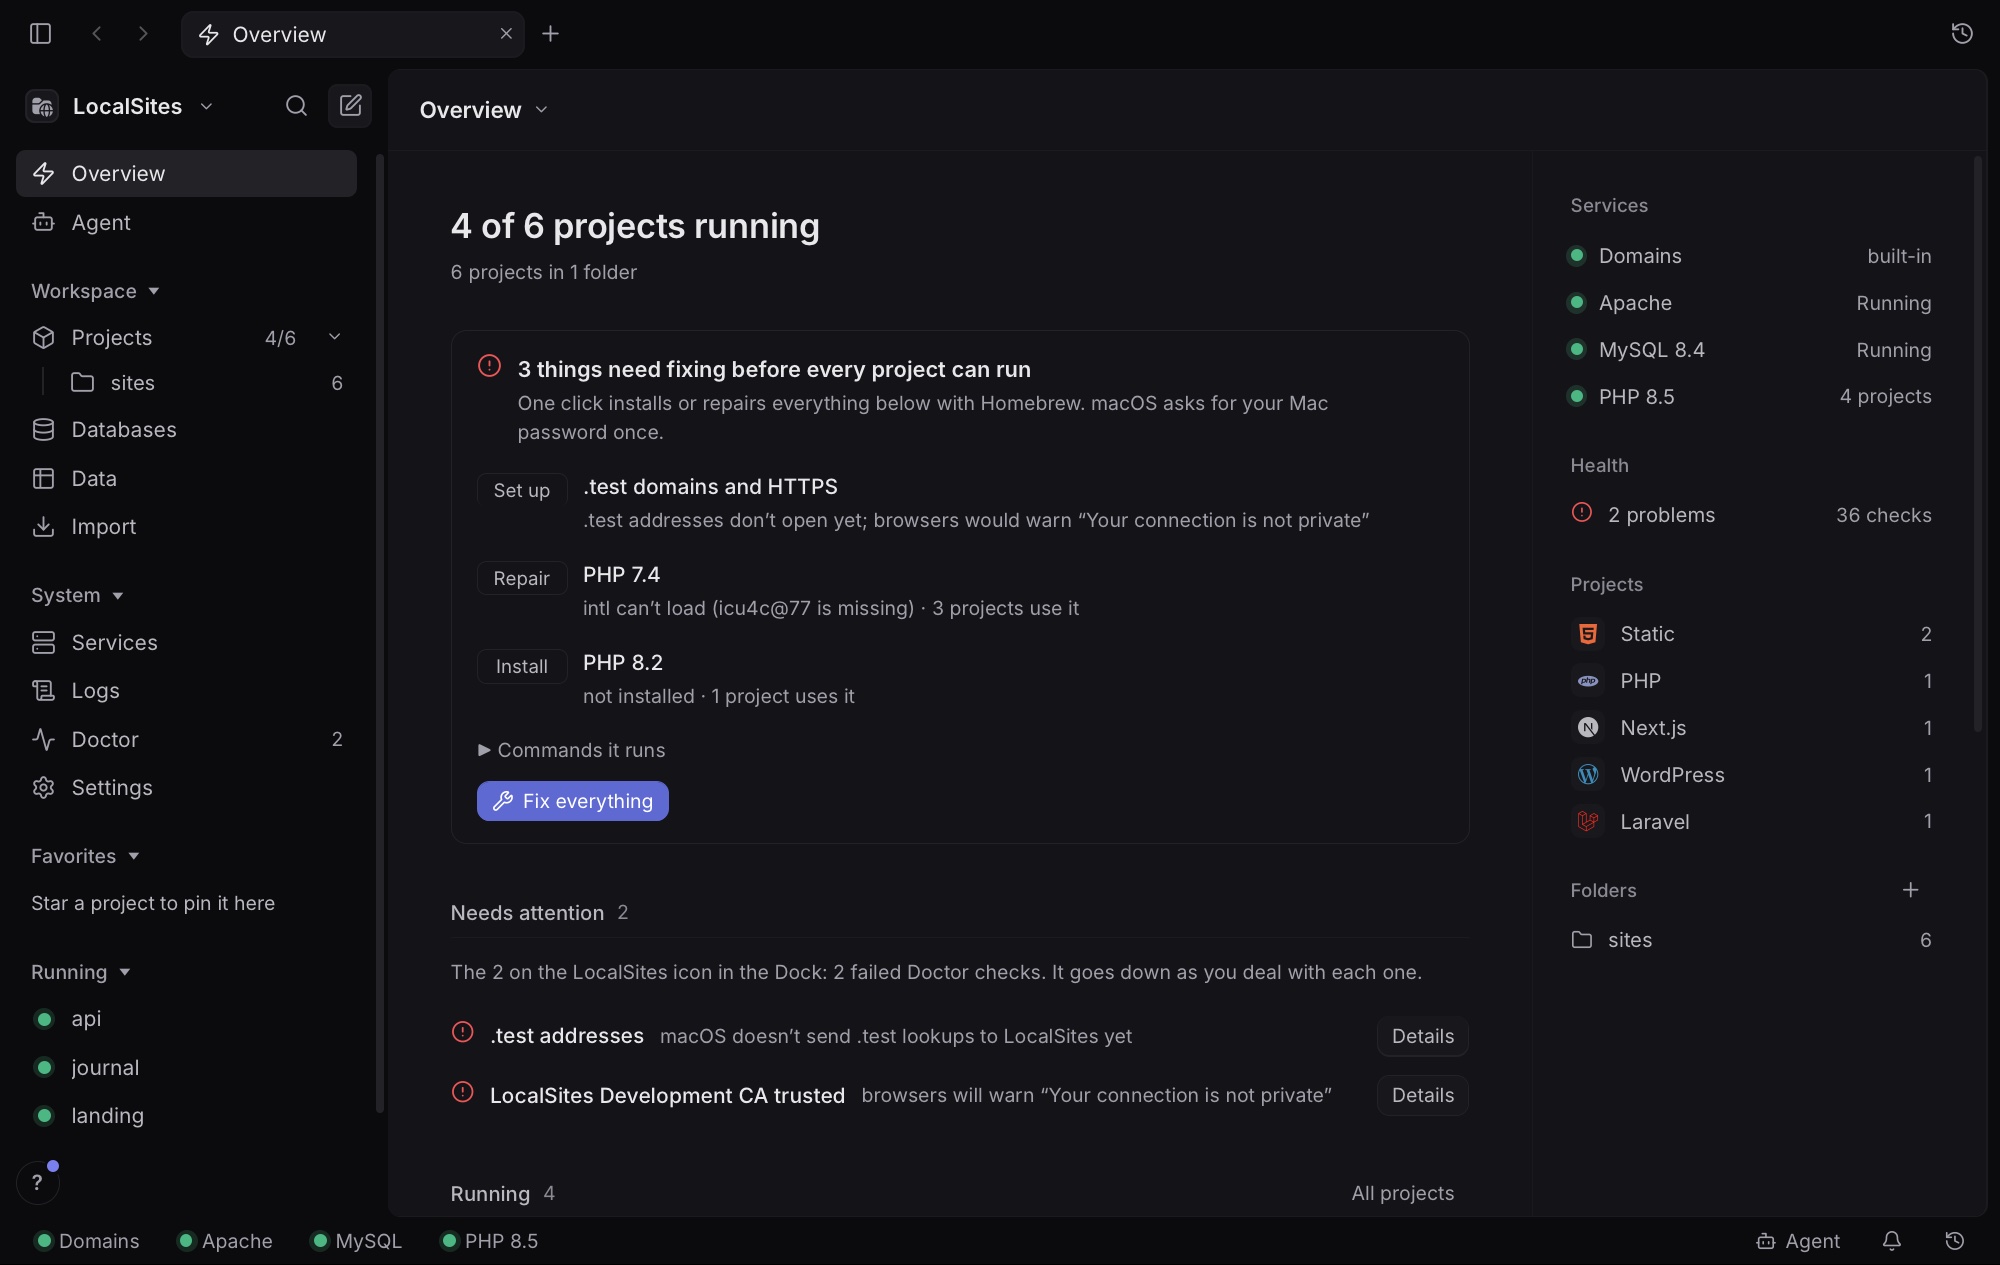 Overview
LocalSites
Overview
Agent
Workspace
Projects 4/6
sites 6
Databases
Data
Import
System
Services
Logs
Doctor 2
Settings
Favorites
Star a project to pin it here
Running
api
journal
landing
?
Overview
4 of 6 projects running
6 projects in 1 folder
3 things need fixing before every project can run
One click installs or repairs everything below with Homebrew. macOS asks for your Mac
password once.
Set up .test domains and HTTPS
.test addresses don’t open yet; browsers would warn “Your connection is not private”
Repair PHP 7.4
intl can’t load (icu4c@77 is missing) · 3 projects use it
Install PHP 8.2
not installed · 1 project uses it
Commands it runs
Fix everything
Needs attention 2
The 2 on the LocalSites icon in the Dock: 2 failed Doctor checks. It goes down as you deal with each one.
.test addresses macOS doesn’t send .test lookups to LocalSites yet Details
LocalSites Development CA trusted browsers will warn “Your connection is not private” Details
Running 4 All projects
Services
Domains built-in
Apache Running
MySQL 8.4 Running
PHP 8.5 4 projects
Health
2 problems 36 checks
Projects
Static 2
php PHP 1
Next.js 1
WordPress 1
Laravel 1
Folders
sites 6
Domains Apache MySQL PHP 8.5 Agent